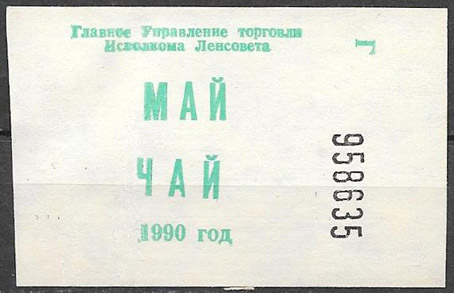 Главное Управление торговли
Исполкома Ленсовета
Г
МАЙ
ЧАЙ
1990 год
958635